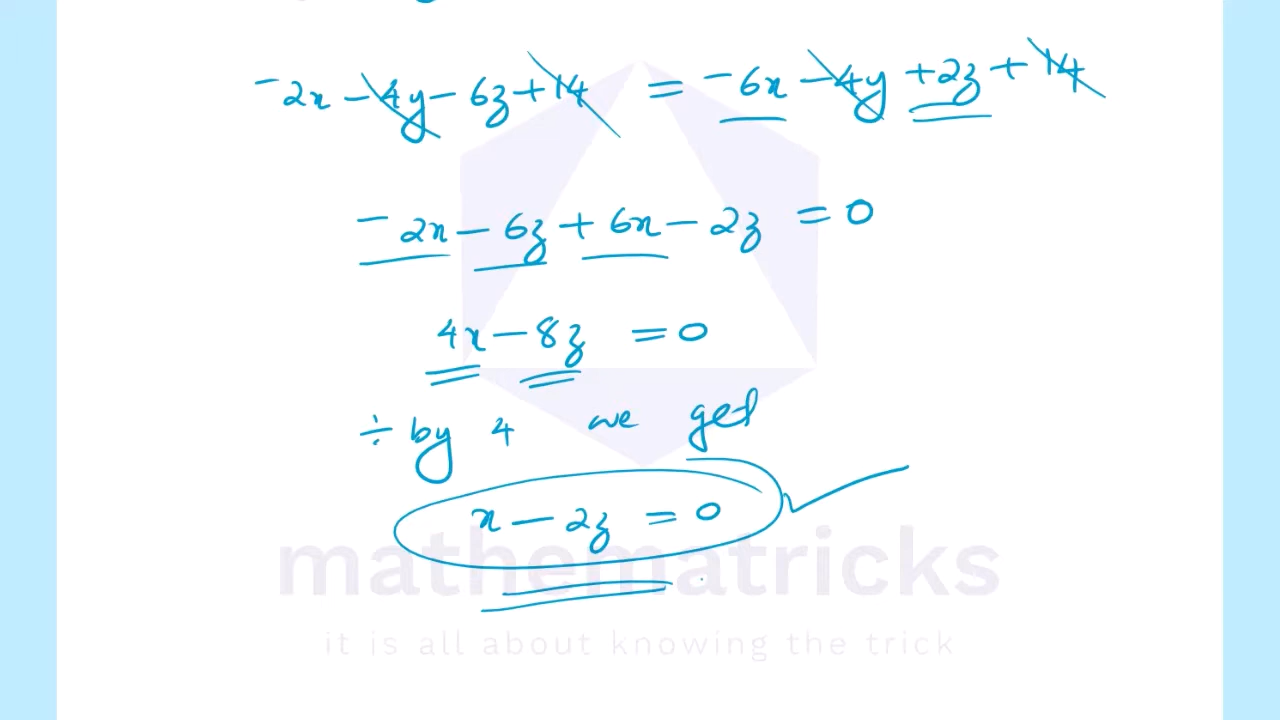 -2x - 4y - 6z + 14 = -6x - 4y + 2z + 14
-2x - 6z + 6x - 2z = 0
4x - 8z = 0
÷ by 4 we get
x - 2z = 0
mathematricks
it is all about knowing the trick